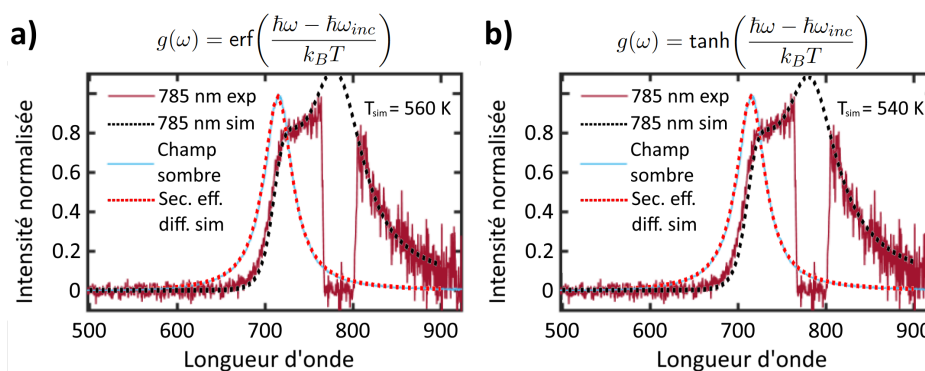 a)
g(ω) = erf(ħω − ħω_inc / k_B T)
785 nm exp
785 nm sim
Champ
sombre
Sec. eff.
diff. sim
T_sim = 560 K
Intensité normalisée
0.8
0.6
0.4
0.2
0
500 600 700 800 900
Longueur d'onde
b)
g(ω) = tanh(ħω − ħω_inc / k_B T)
785 nm exp
785 nm sim
Champ
sombre
Sec. eff.
diff. sim
T_sim = 540 K
Intensité normalisée
0.8
0.6
0.4
0.2
0
500 600 700 800 900
Longueur d'onde